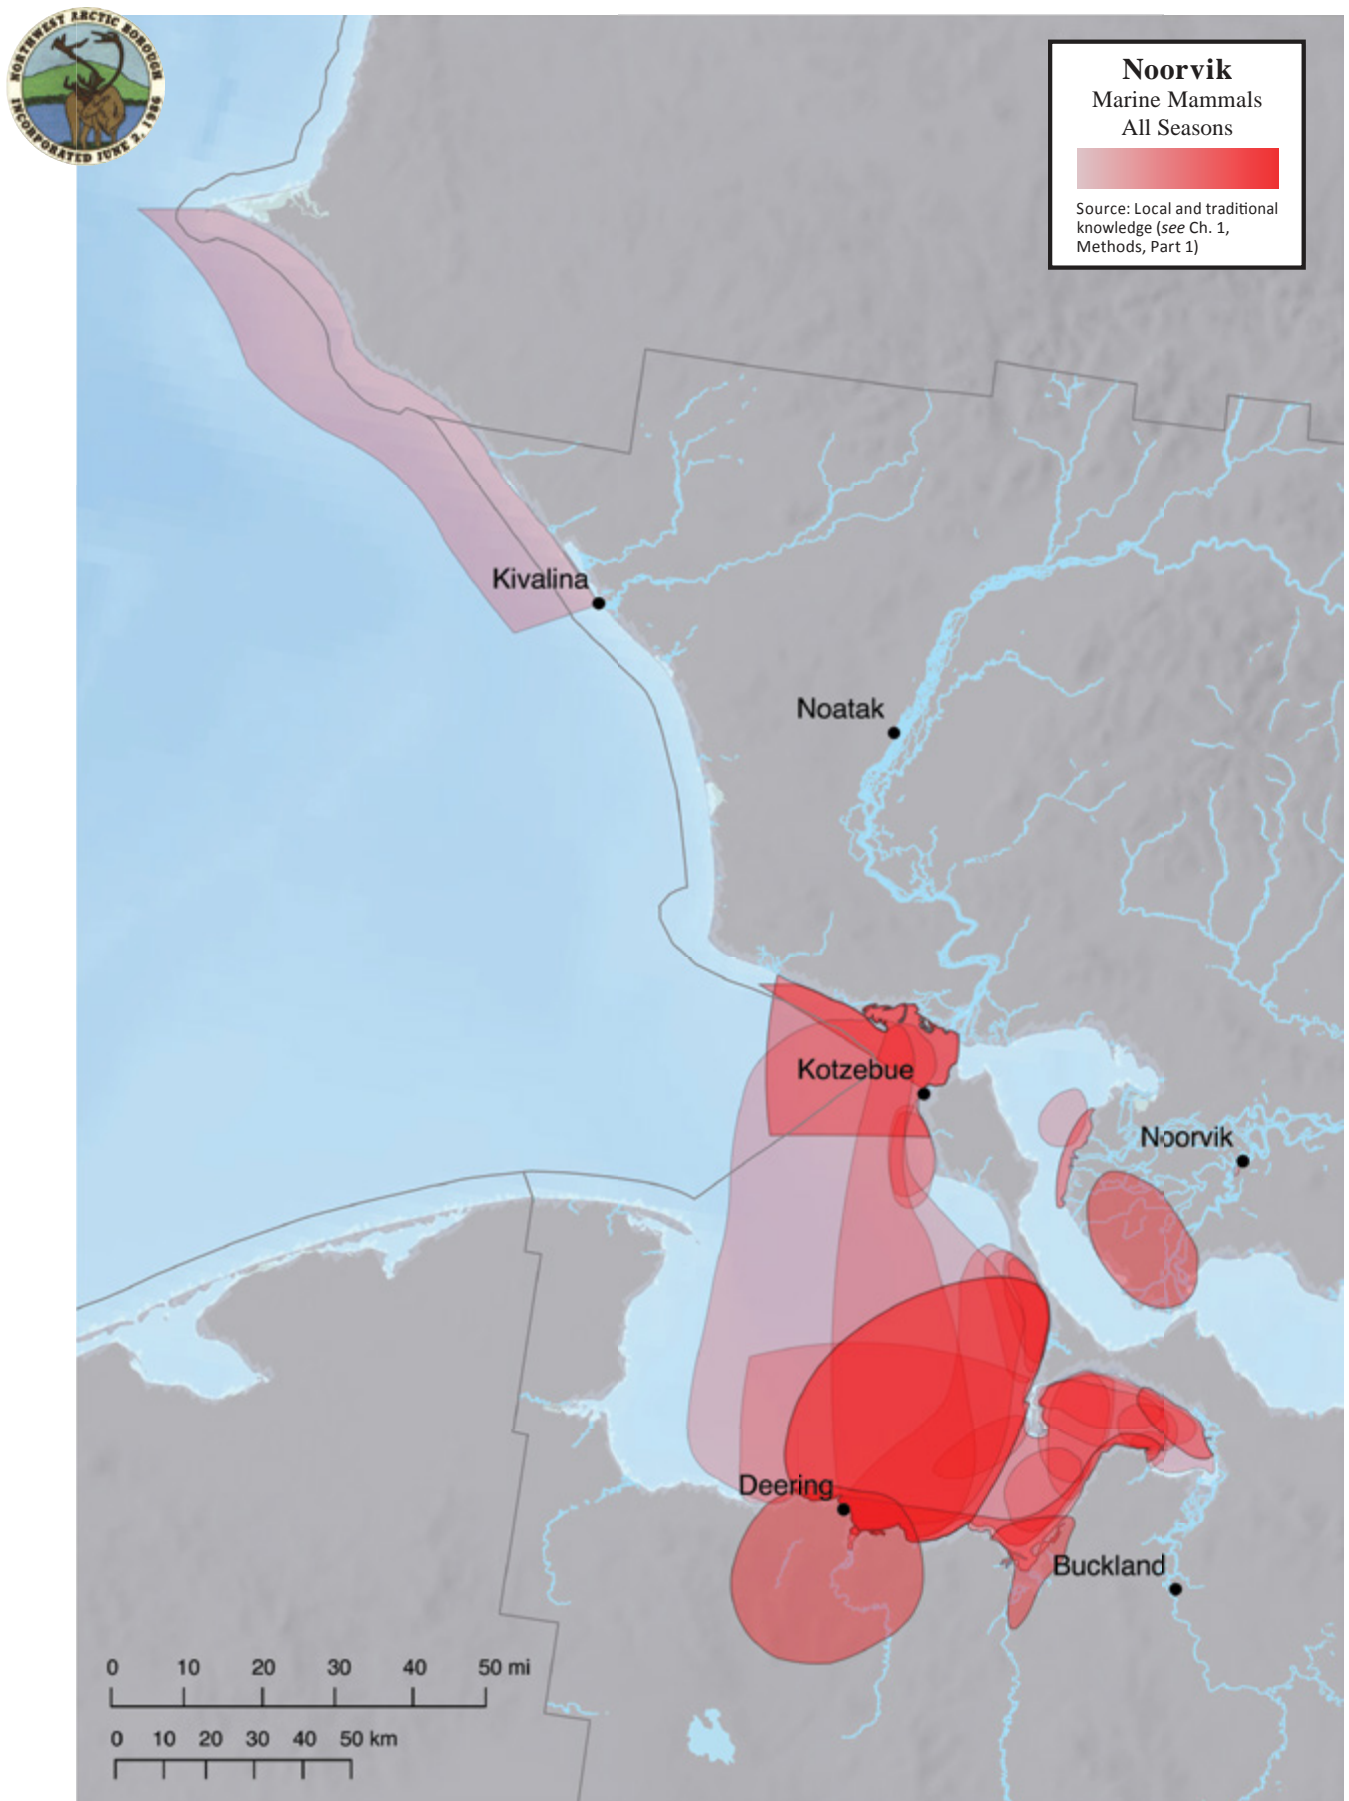 NORTHWEST ARCTIC BOROUGH
INCORPORATED JUNE 2, 1986
Noorvik
Marine Mammals
All Seasons
Source: Local and traditional
knowledge (see Ch. 1,
Methods, Part 1)
Kivalina
Noatak
Kotzebue
Noorvik
Deering
Buckland
0 10 20 30 40 50 mi
0 10 20 30 40 50 km